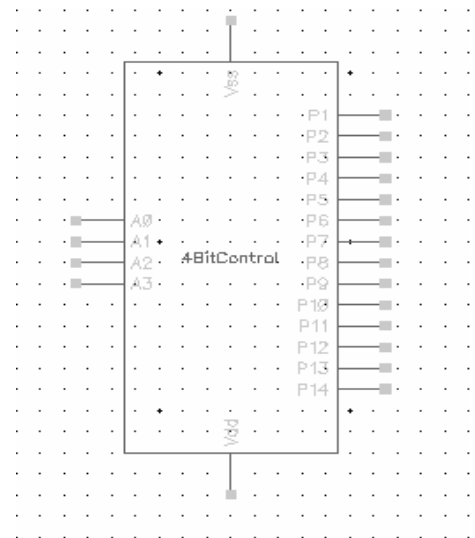 Vss
P1
P2
P3
P4
P5
A0 P6
A1 P7
A2 4BitControl P8
A3 P9
P10
P11
P12
P13
P14
Vdd